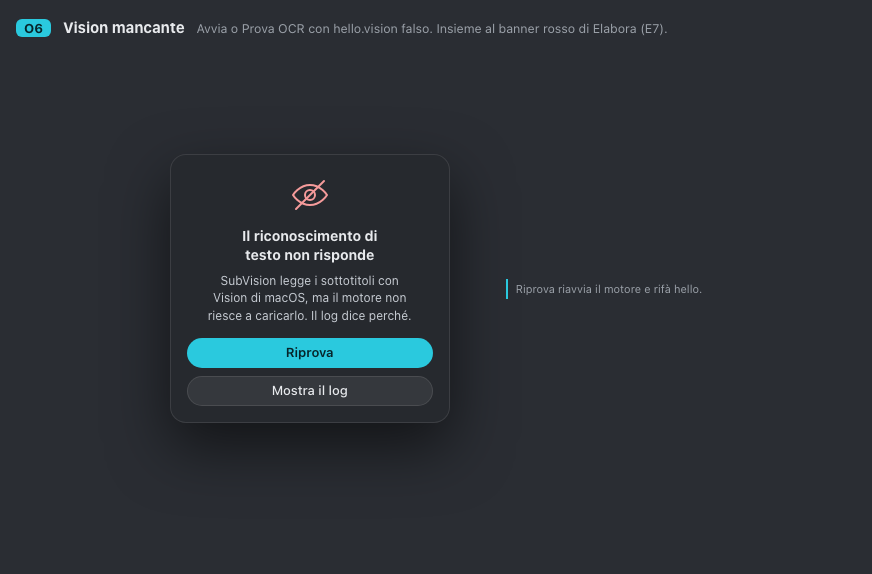 O6 Vision mancante Avvia o Prova OCR con hello.vision falso. Insieme al banner rosso di Elabora (E7).
Il riconoscimento di
testo non risponde
SubVision legge i sottotitoli con
Vision di macOS, ma il motore non
riesce a caricarlo. Il log dice perché.
Riprova
Mostra il log
Riprova riavvia il motore e rifà hello.